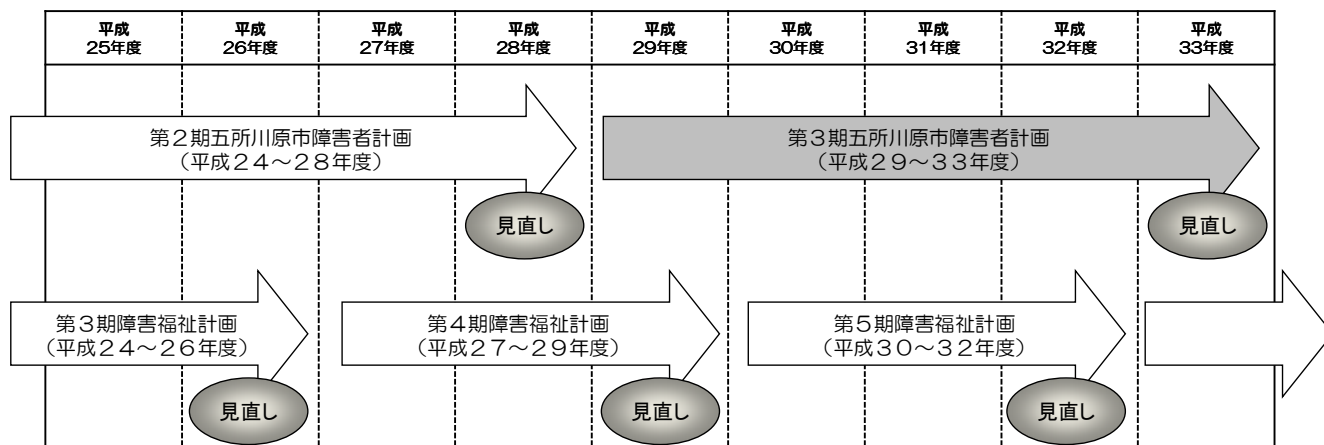 平成 平成 平成 平成 平成 平成 平成 平成 平成
25年度 26年度 27年度 28年度 29年度 30年度 31年度 32年度 33年度
第2期五所川原市障害者計画
（平成24～28年度）
第3期五所川原市障害者計画
（平成29～33年度）
見直し
見直し
第3期障害福祉計画
（平成24～26年度）
第4期障害福祉計画
（平成27～29年度）
第5期障害福祉計画
（平成30～32年度）
見直し
見直し
見直し